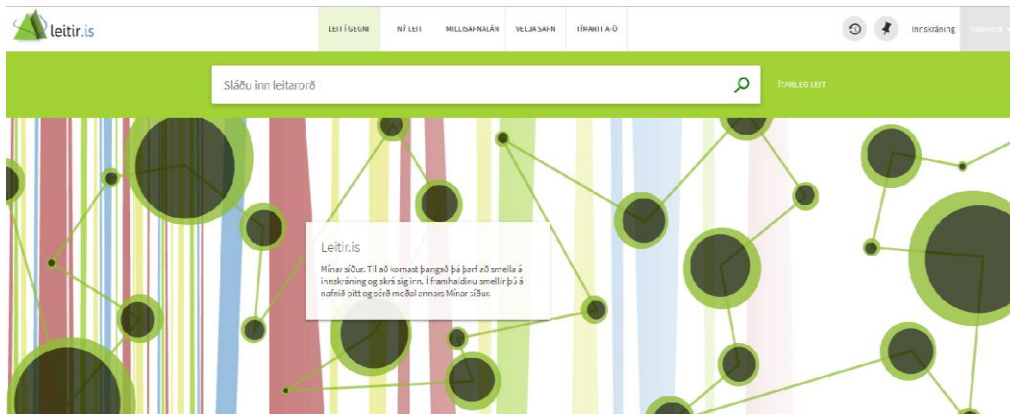 leitir.is
LEIT Í GEGNI NÝ LEIT MILLISAFNALÁN VELJA SAFN TÍMARIT A-Ö
Innskráning
Sláðu inn leitarorð
ÍTARLEG LEIT
Leitir.is
Mínar síður. Til að komast þangað þá þarf að smella á
innskráning og skrá sig inn. Í framhaldinu smellir þú á
nafnið þitt og sérð meðal annars Mínar síður.